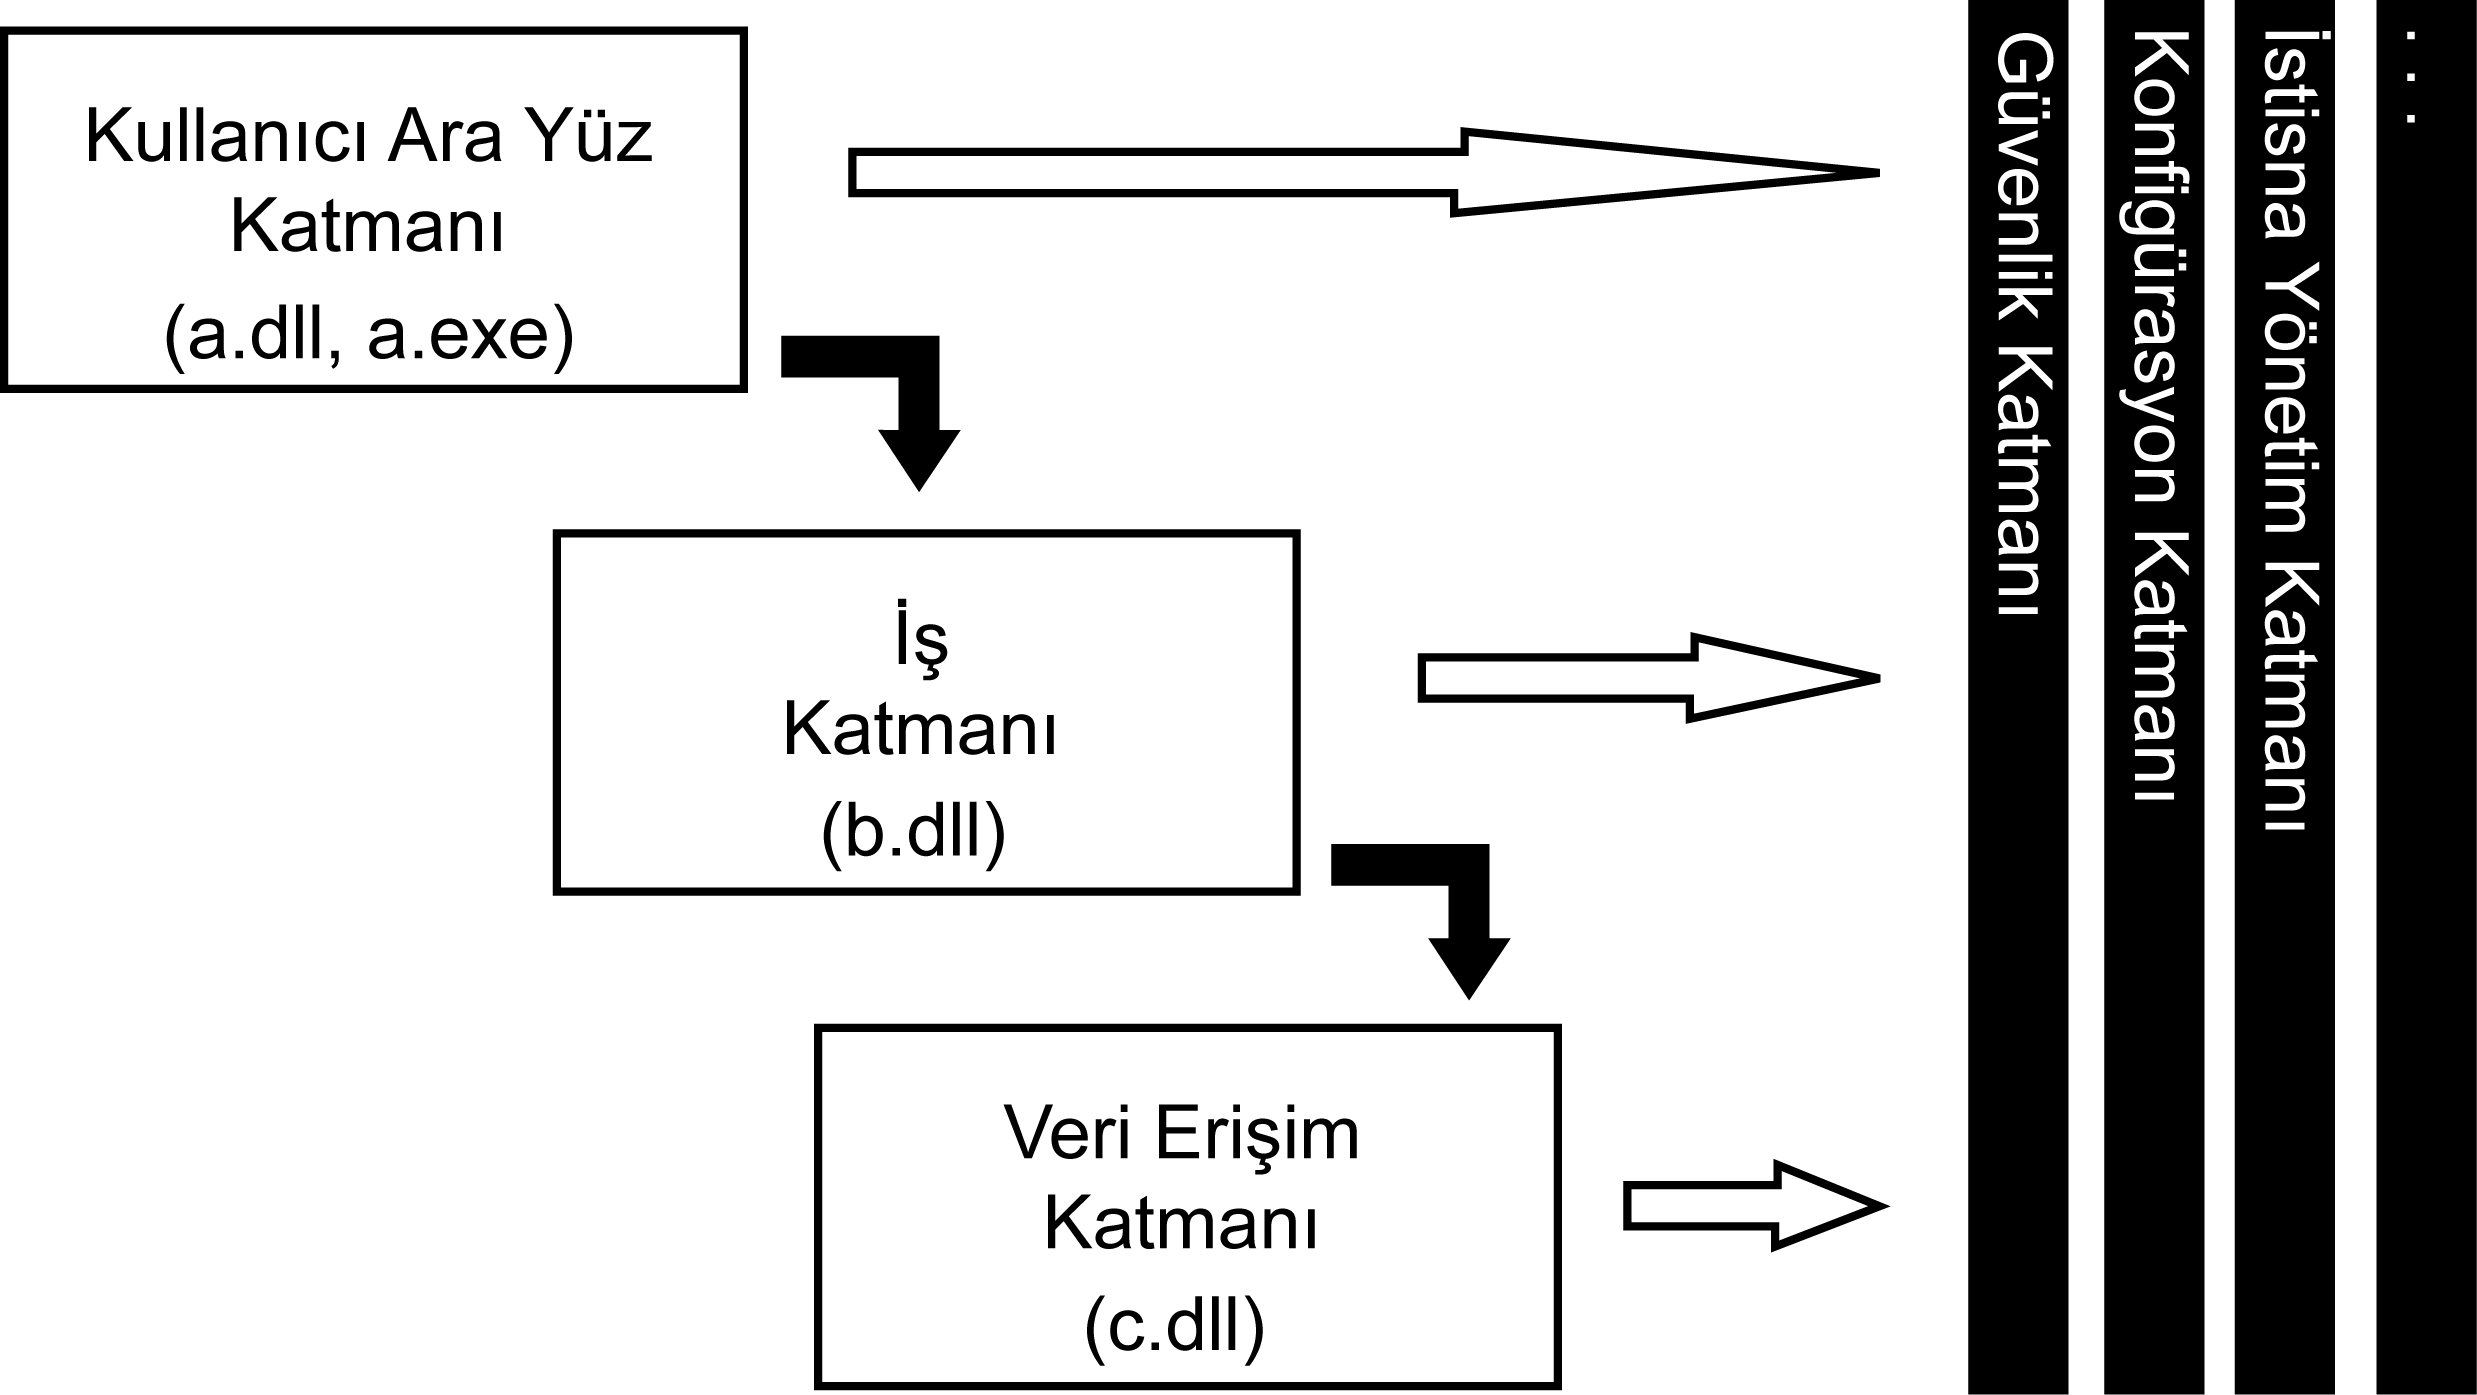 Kullanıcı Ara Yüz
Katmanı
(a.dll, a.exe)
İş
Katmanı
(b.dll)
Veri Erişim
Katmanı
(c.dll)
Güvenlik Katmanı
Konfigürasyon Katmanı
İstisna Yönetim Katmanı
. . .